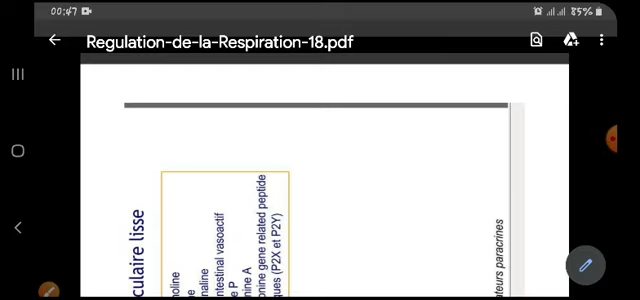 00:47
85%
Regulation-de-la-Respiration-18.pdf
culaire lisse
noline
e
naline
ntestinal vasoactif
e P
nine A
onine gene related peptide
ques (P2X et P2Y)
ateurs paracrines